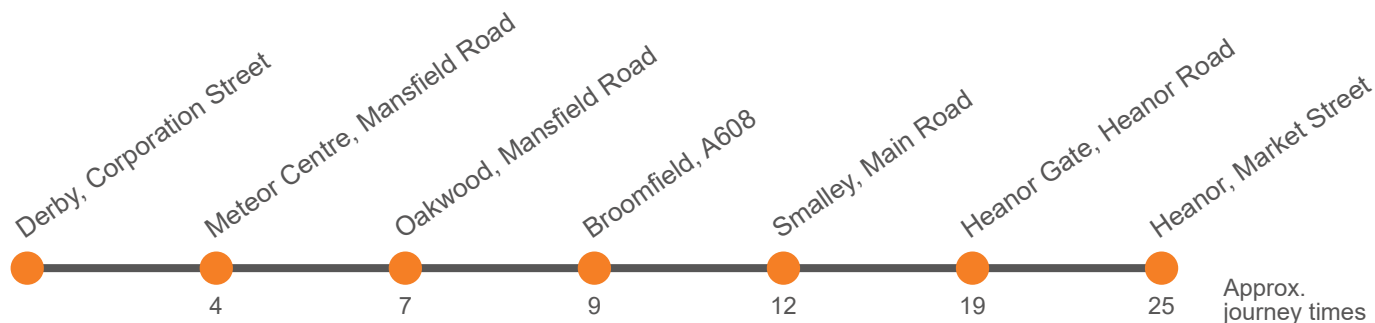 Derby, Corporation Street
Meteor Centre, Mansfield Road
Oakwood, Mansfield Road
Broomfield, A608
Smalley, Main Road
Heanor Gate, Heanor Road
Heanor, Market Street
4
7
9
12
19
25
Approx.
journey times